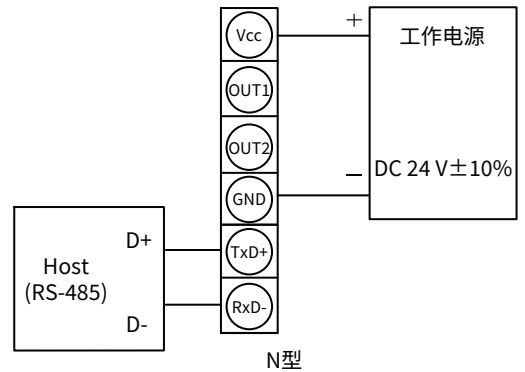 Vcc
OUT1
OUT2
GND
TxD+
RxD-
+
工作电源
−
DC 24 V±10%
D+
Host
(RS-485)
D-
N型